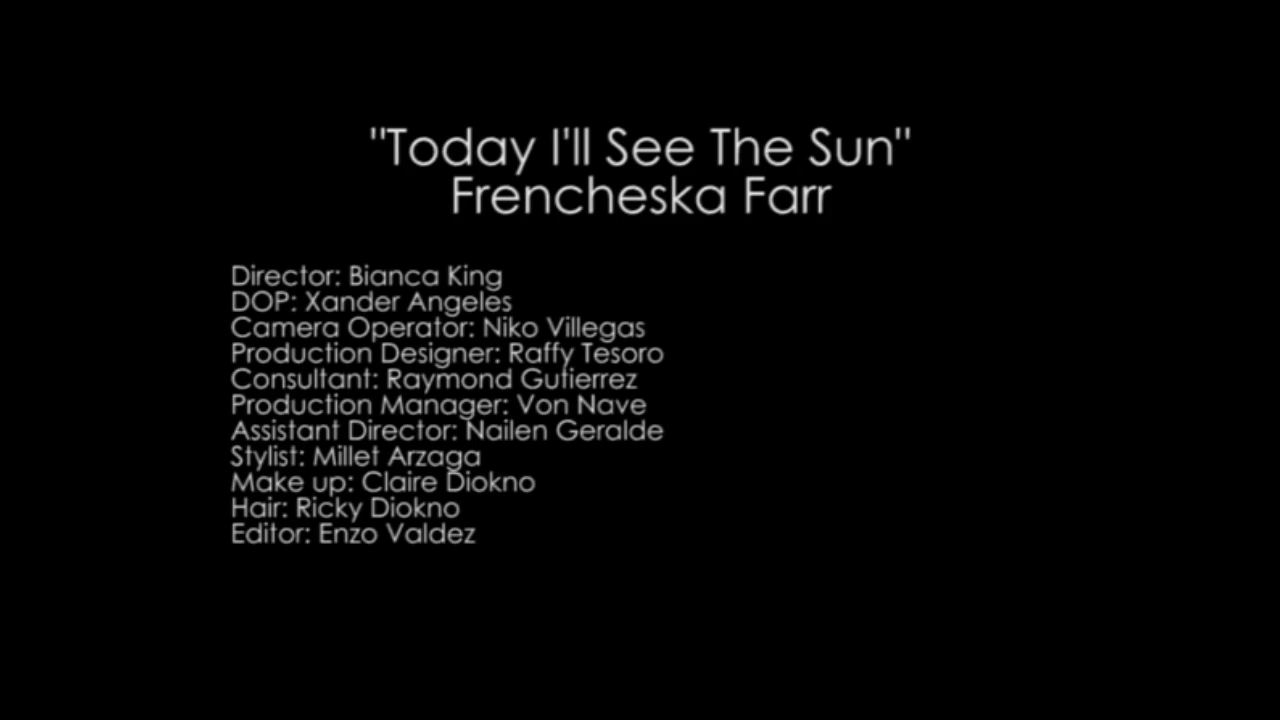 "Today I'll See The Sun"
Frencheska Farr
Director: Bianca King
DOP: Xander Angeles
Camera Operator: Niko Villegas
Production Designer: Raffy Tesoro
Consultant: Raymond Gutierrez
Production Manager: Von Nave
Assistant Director: Nailen Geralde
Stylist: Millet Arzaga
Make up: Claire Diokno
Hair: Ricky Diokno
Editor: Enzo Valdez